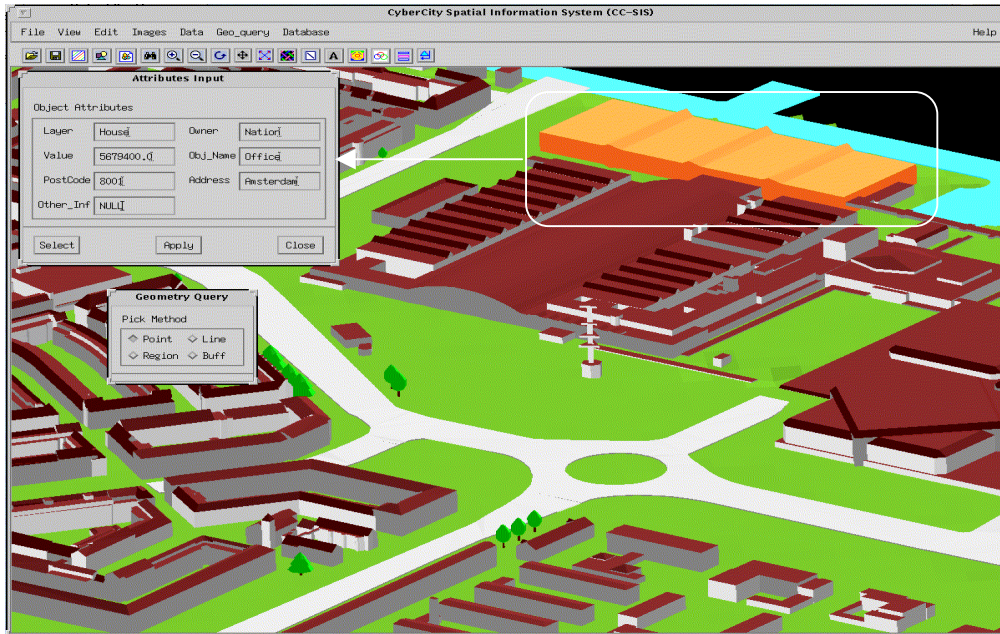 CyberCity Spatial Information System (CC-SIS)
File View Edit Images Data Geo_query Database Help
A
Attributes Input
Object Attributes
Layer House Owner Nation
Value 5679400.0 Obj_Name Office
PostCode 8001 Address Amsterdam
Other_Inf NULL
Select Apply Close
Geometry Query
Pick Method
Point Line
Region Buff